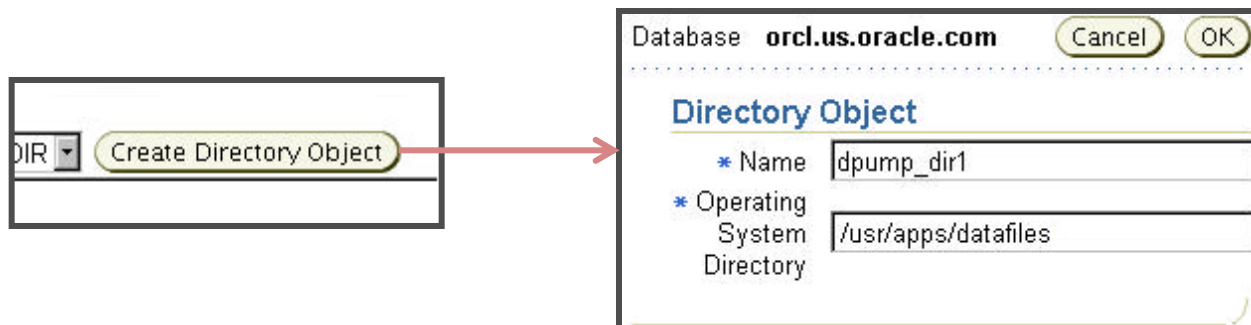 DIR
Create Directory Object
Database orcl.us.oracle.com
Cancel
OK
Directory Object
* Name
dpump_dir1
* Operating
System
Directory
/usr/apps/datafiles